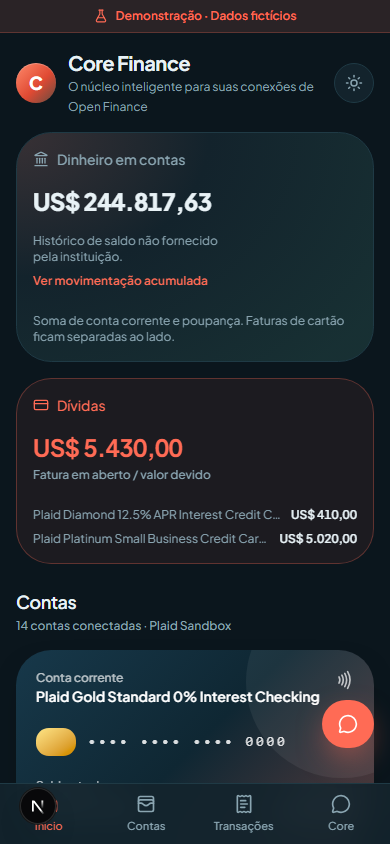 Demonstração · Dados fictícios
C
Core Finance
O núcleo inteligente para suas conexões de
Open Finance
Dinheiro em contas
US$ 244.817,63
Histórico de saldo não fornecido
pela instituição.
Ver movimentação acumulada
Soma de conta corrente e poupança. Faturas de cartão
ficam separadas ao lado.
Dívidas
US$ 5.430,00
Fatura em aberto / valor devido
Plaid Diamond 12.5% APR Interest Credit C... US$ 410,00
Plaid Platinum Small Business Credit Car... US$ 5.020,00
Contas
14 contas conectadas · Plaid Sandbox
Conta corrente
Plaid Gold Standard 0% Interest Checking
•••• •••• •••• 0000
N
Início
Contas
Transações
Core